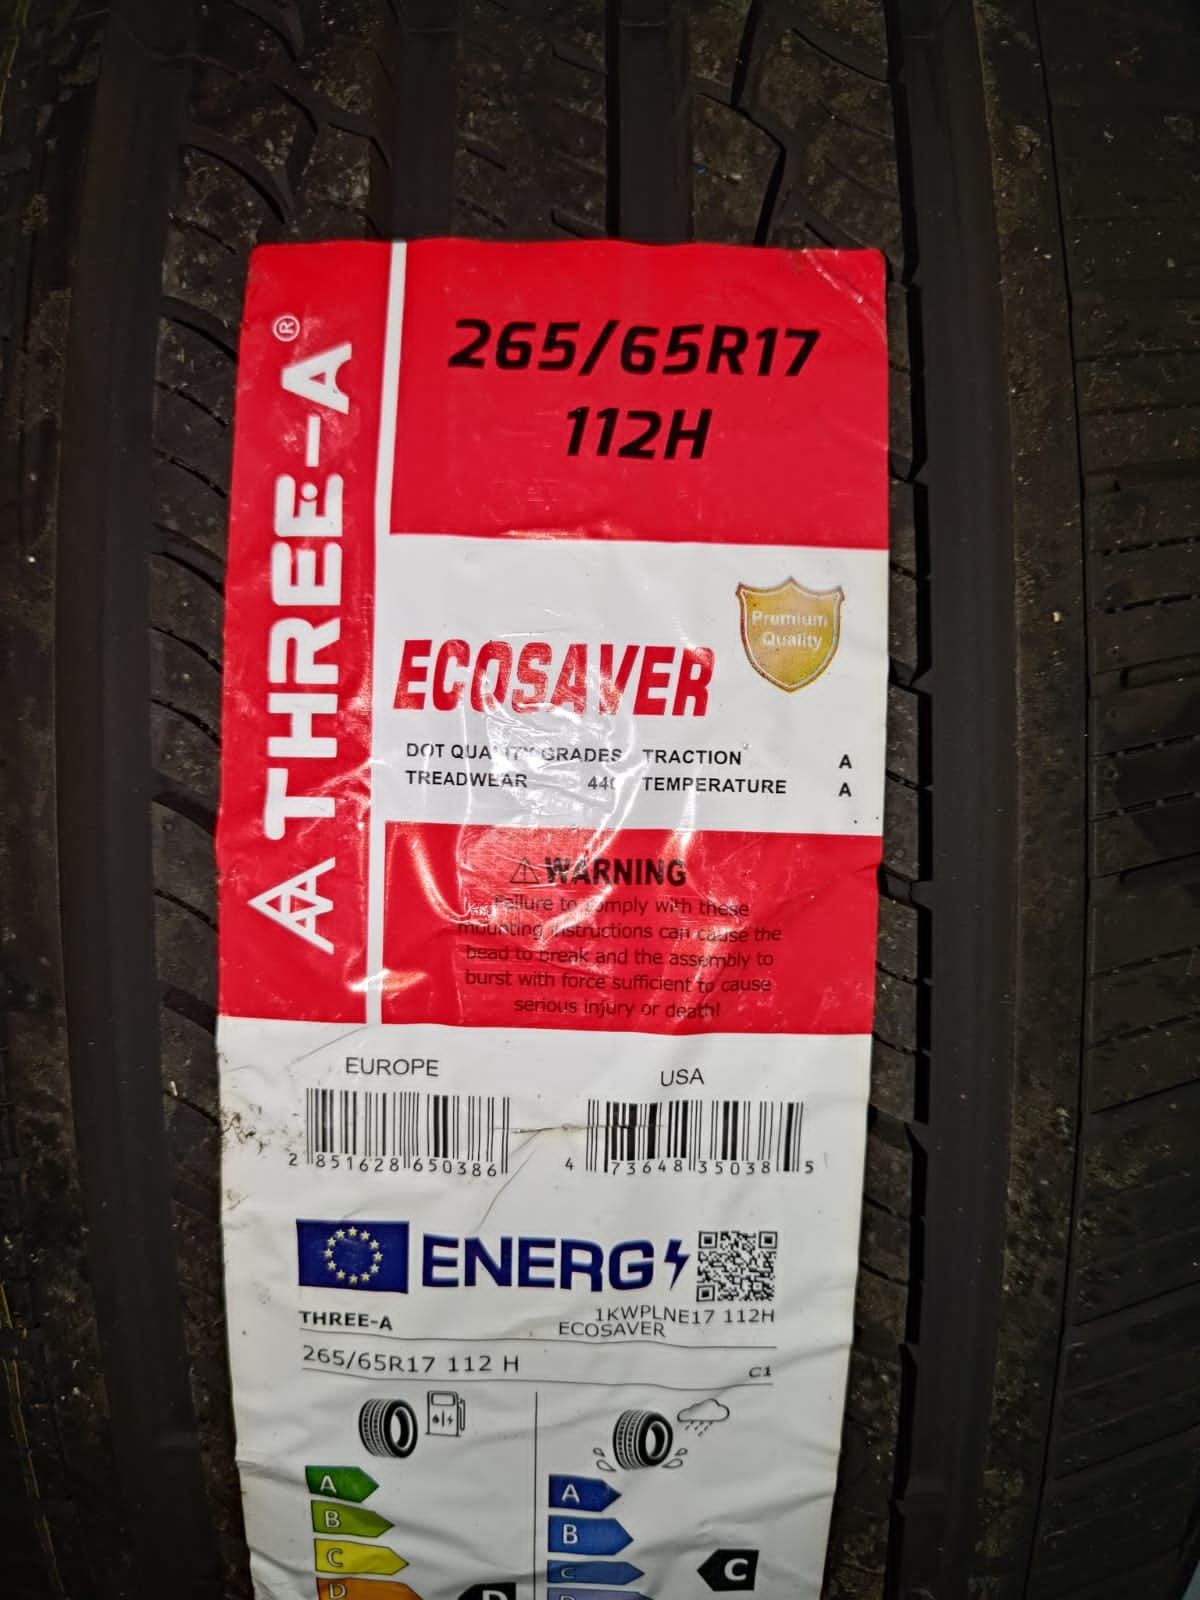 THREE-A®
265/65R17
112H
Premium
Quality
ECOSAVER
DOT QUALITY GRADES TRACTION A
TREADWEAR 440 TEMPERATURE A
WARNING
Failure to comply with these
mounting instructions can cause the
bead to break and the assembly to
burst with force sufficient to cause
serious injury or death!
EUROPE
USA
2 851628 650386
4 73648 35038 5
ENERG
THREE-A
1KWPLNE17 112H
ECOSAVER
265/65R17 112 H
C1
A
B
C
D
D
A
B
C
D
C